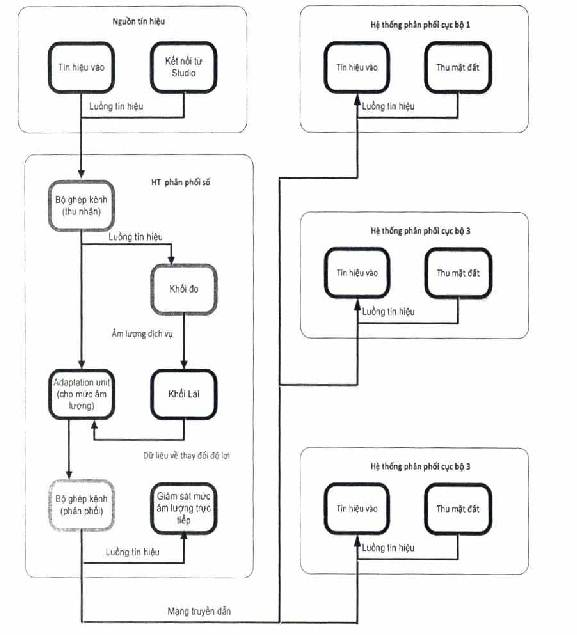 Nguồn tín hiệu
Tín hiệu vào
Kết nối từ
Studio
Luồng tín hiệu
HT phân phối số
Bộ ghép kênh
(thu nhận)
Luồng tín hiệu
Khối đo
Âm lượng dịch vụ
Adaptation unit
(cho mức âm
lượng)
Khối Lai
Dữ liệu về thay đổi độ lợi
Bộ ghép kênh
(phân phối)
Giám sát mức
âm lượng trực
tiếp
Luồng tín hiệu
Mạng truyền dẫn
Hệ thống phân phối cục bộ 1
Tín hiệu vào
Thu mặt đất
Luồng tín hiệu
Hệ thống phân phối cục bộ 3
Tín hiệu vào
Thu mặt đất
Luồng tín hiệu
Hệ thống phân phối cục bộ 3
Tín hiệu vào
Thu mặt đất
Luồng tín hiệu